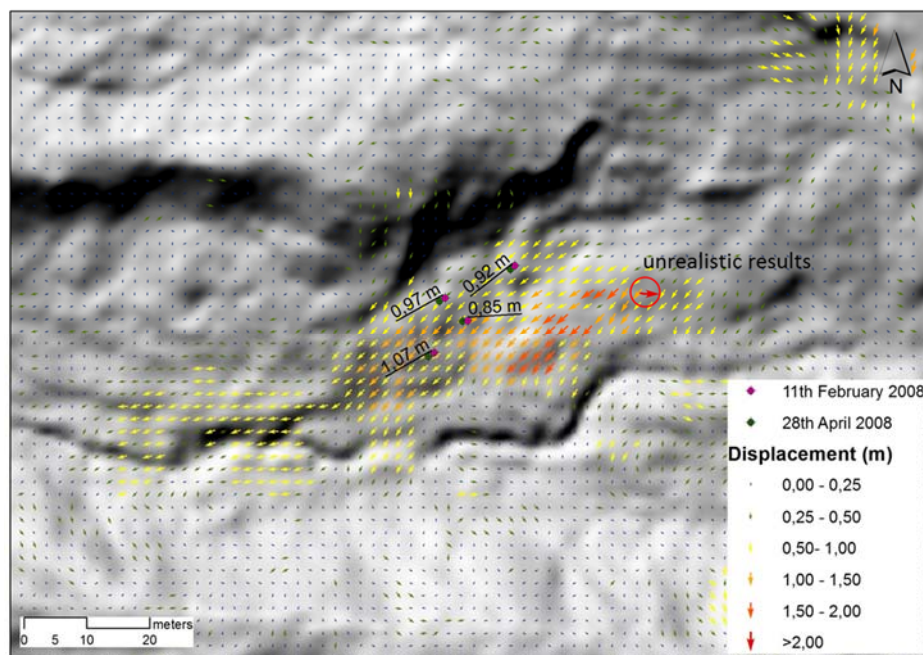 N
unrealistic results
0,92 m
0,97 m
0,85 m
1,07 m
11th February 2008
28th April 2008
Displacement (m)
0,00 - 0,25
0,25 - 0,50
0,50- 1,00
1,00 - 1,50
1,50 - 2,00
>2,00
meters
0 5 10 20